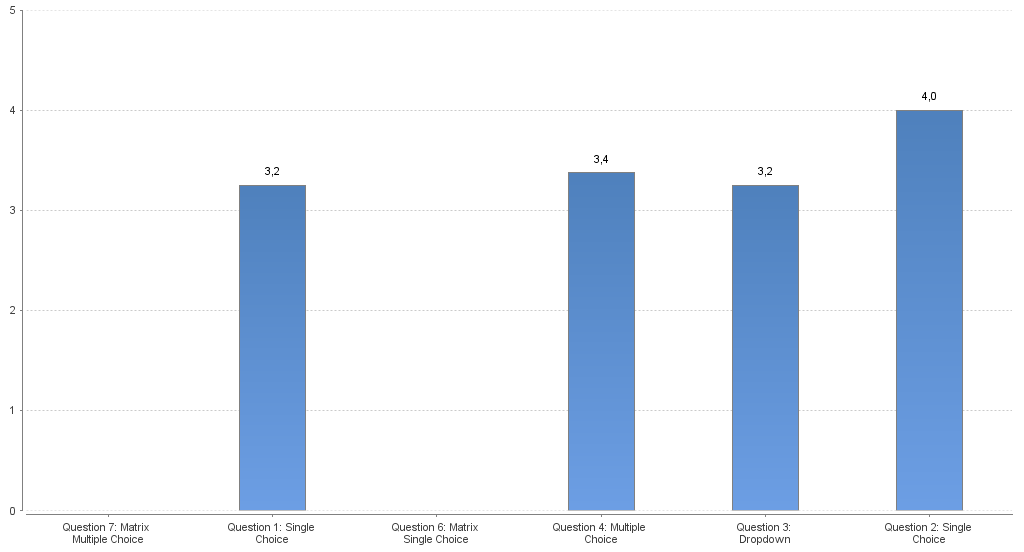 5
4,0
4
3,4
3,2
3,2
3
2
1
0
Question 7: Matrix
Multiple Choice
Question 1: Single
Choice
Question 6: Matrix
Single Choice
Question 4: Multiple
Choice
Question 3:
Dropdown
Question 2: Single
Choice